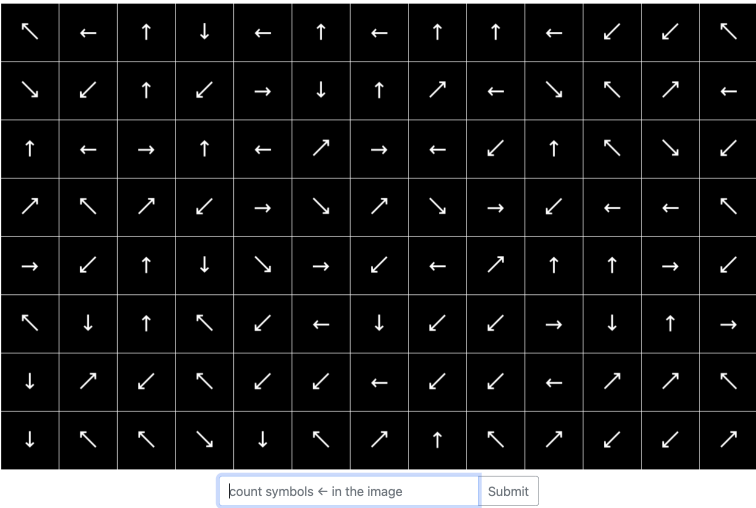 ↖ ← ↑ ↓ ← ↑ ← ↑ ↑ ← ↙ ↙ ↖
↘ ↙ ↑ ↙ → ↓ ↑ ↗ ← ↘ ↖ ↗ ←
↑ ← → ↑ ← ↗ → ← ↙ ↑ ↖ ↘ ↙
↗ ↖ ↗ ↙ → ↘ ↗ ↘ → ↙ ← ← ↖
→ ↙ ↑ ↓ ↘ → ↙ ← ↗ ↑ ↑ → ↙
↖ ↓ ↑ ↖ ↙ ← ↓ ↙ ↙ → ↓ ↑ →
↓ ↗ ↙ ↖ ↙ ↙ ← ↙ ↙ ← ↗ ↗ ↖
↓ ↖ ↖ ↘ ↓ ↖ ↗ ↑ ↖ ↗ ↙ ↙ ↗
count symbols ← in the image Submit